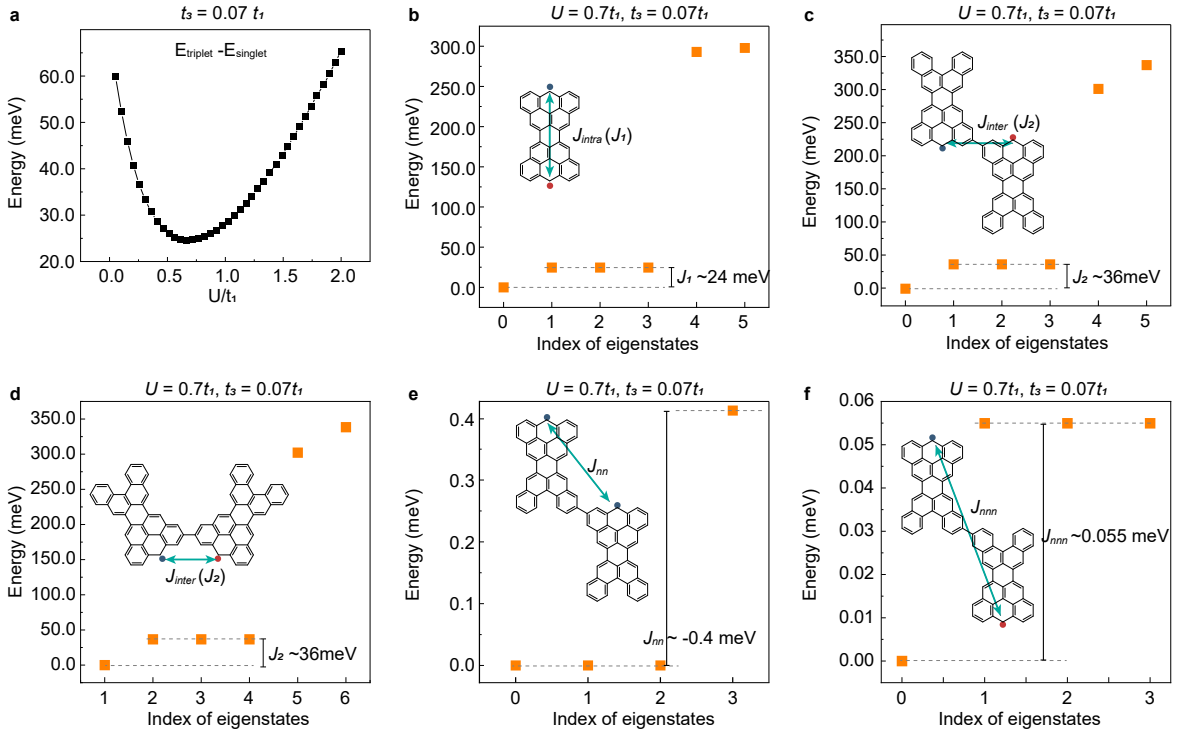 a
t₃ = 0.07 t₁
E_triplet - E_singlet
60.0
50.0
40.0
30.0
20.0
Energy (meV)
0.0 0.5 1.0 1.5 2.0
U/t₁
b
U = 0.7t₁, t₃ = 0.07t₁
300.0
250.0
200.0
150.0
100.0
50.0
0.0
Energy (meV)
J_intra (J₁)
J₁ ~24 meV
0 1 2 3 4 5
Index of eigenstates
c
U = 0.7t₁, t₃ = 0.07t₁
350.0
300.0
250.0
200.0
150.0
100.0
50.0
0.0
Energy (meV)
J_inter (J₂)
J₂ ~36meV
0 1 2 3 4 5
Index of eigenstates
d
U = 0.7t₁, t₃ = 0.07t₁
350.0
300.0
250.0
200.0
150.0
100.0
50.0
0.0
Energy (meV)
J_inter (J₂)
J₂ ~36meV
1 2 3 4 5 6
Index of eigenstates
e
U = 0.7t₁, t₃ = 0.07t₁
0.4
0.3
0.2
0.1
0.0
Energy (meV)
J_nn
J_nn ~ -0.4 meV
0 1 2 3
Index of eigenstates
f
U = 0.7t₁, t₃ = 0.07t₁
0.06
0.05
0.04
0.03
0.02
0.01
0.00
Energy (meV)
J_nnn
J_nnn ~0.055 meV
0 1 2 3
Index of eigenstates